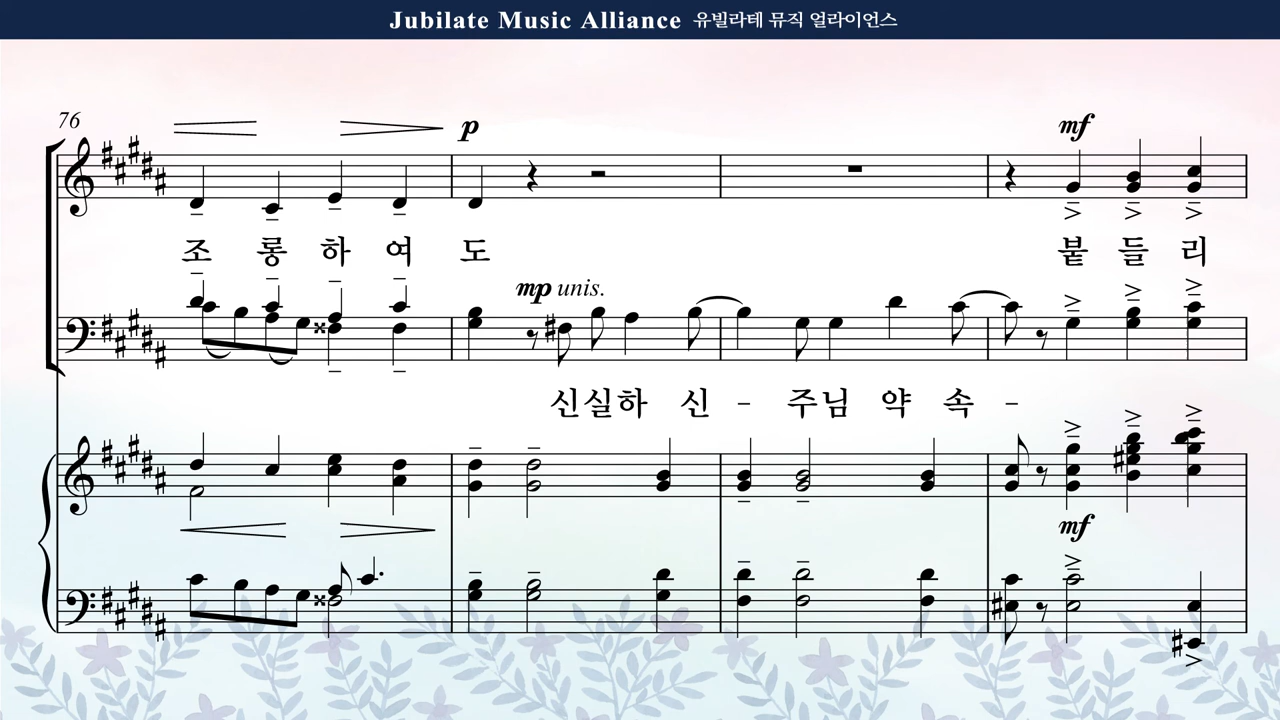 Jubilate Music Alliance 유빌라테 뮤직 얼라이언스
76
p
mf
조 롱 하 여 도 붙 들 리
mp unis.
신실하 신 - 주님 약 속 -
mf